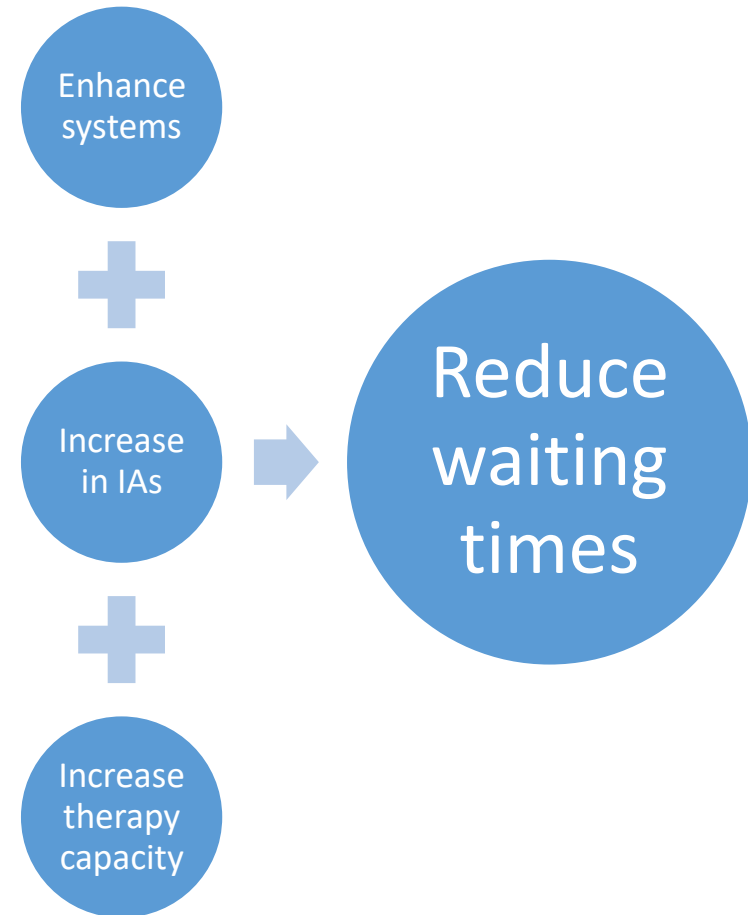 Enhance
systems
Increase
in IAs
Increase
therapy
capacity
Reduce
waiting
times